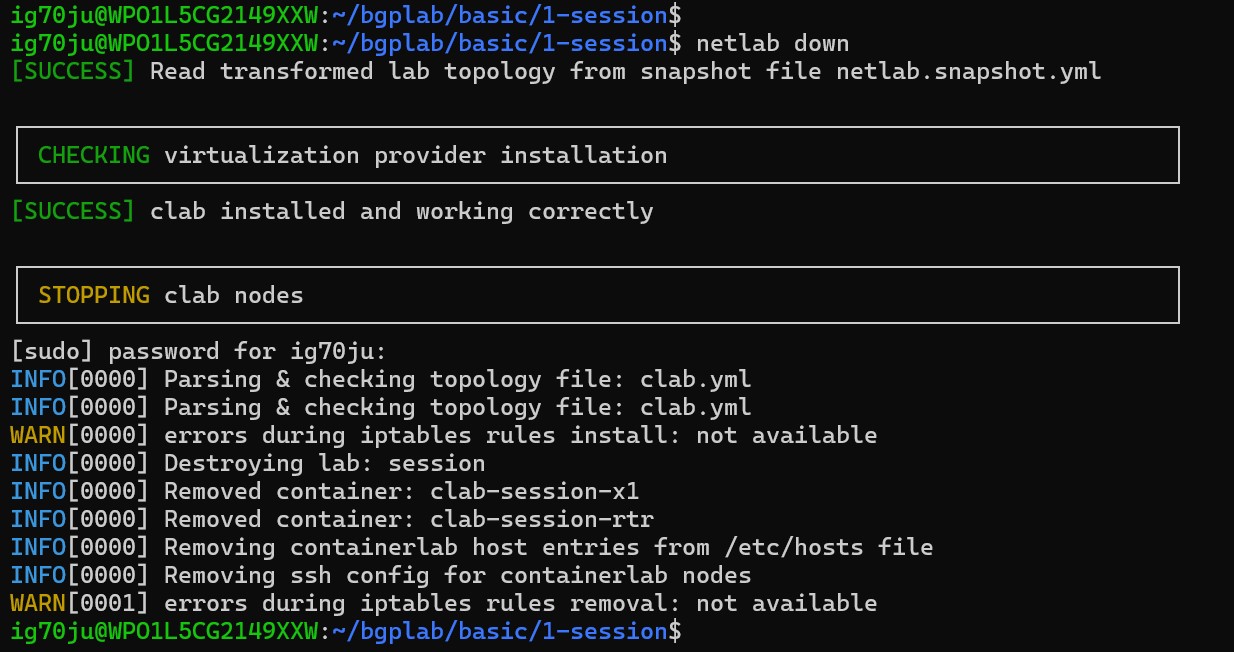 ig70ju@WPO1L5CG2149XXW:~/bgplab/basic/1-session$
ig70ju@WPO1L5CG2149XXW:~/bgplab/basic/1-session$ netlab down
[SUCCESS] Read transformed lab topology from snapshot file netlab.snapshot.yml
CHECKING virtualization provider installation
[SUCCESS] clab installed and working correctly
STOPPING clab nodes
[sudo] password for ig70ju:
INFO[0000] Parsing & checking topology file: clab.yml
INFO[0000] Parsing & checking topology file: clab.yml
WARN[0000] errors during iptables rules install: not available
INFO[0000] Destroying lab: session
INFO[0000] Removed container: clab-session-x1
INFO[0000] Removed container: clab-session-rtr
INFO[0000] Removing containerlab host entries from /etc/hosts file
INFO[0000] Removing ssh config for containerlab nodes
WARN[0001] errors during iptables rules removal: not available
ig70ju@WPO1L5CG2149XXW:~/bgplab/basic/1-session$